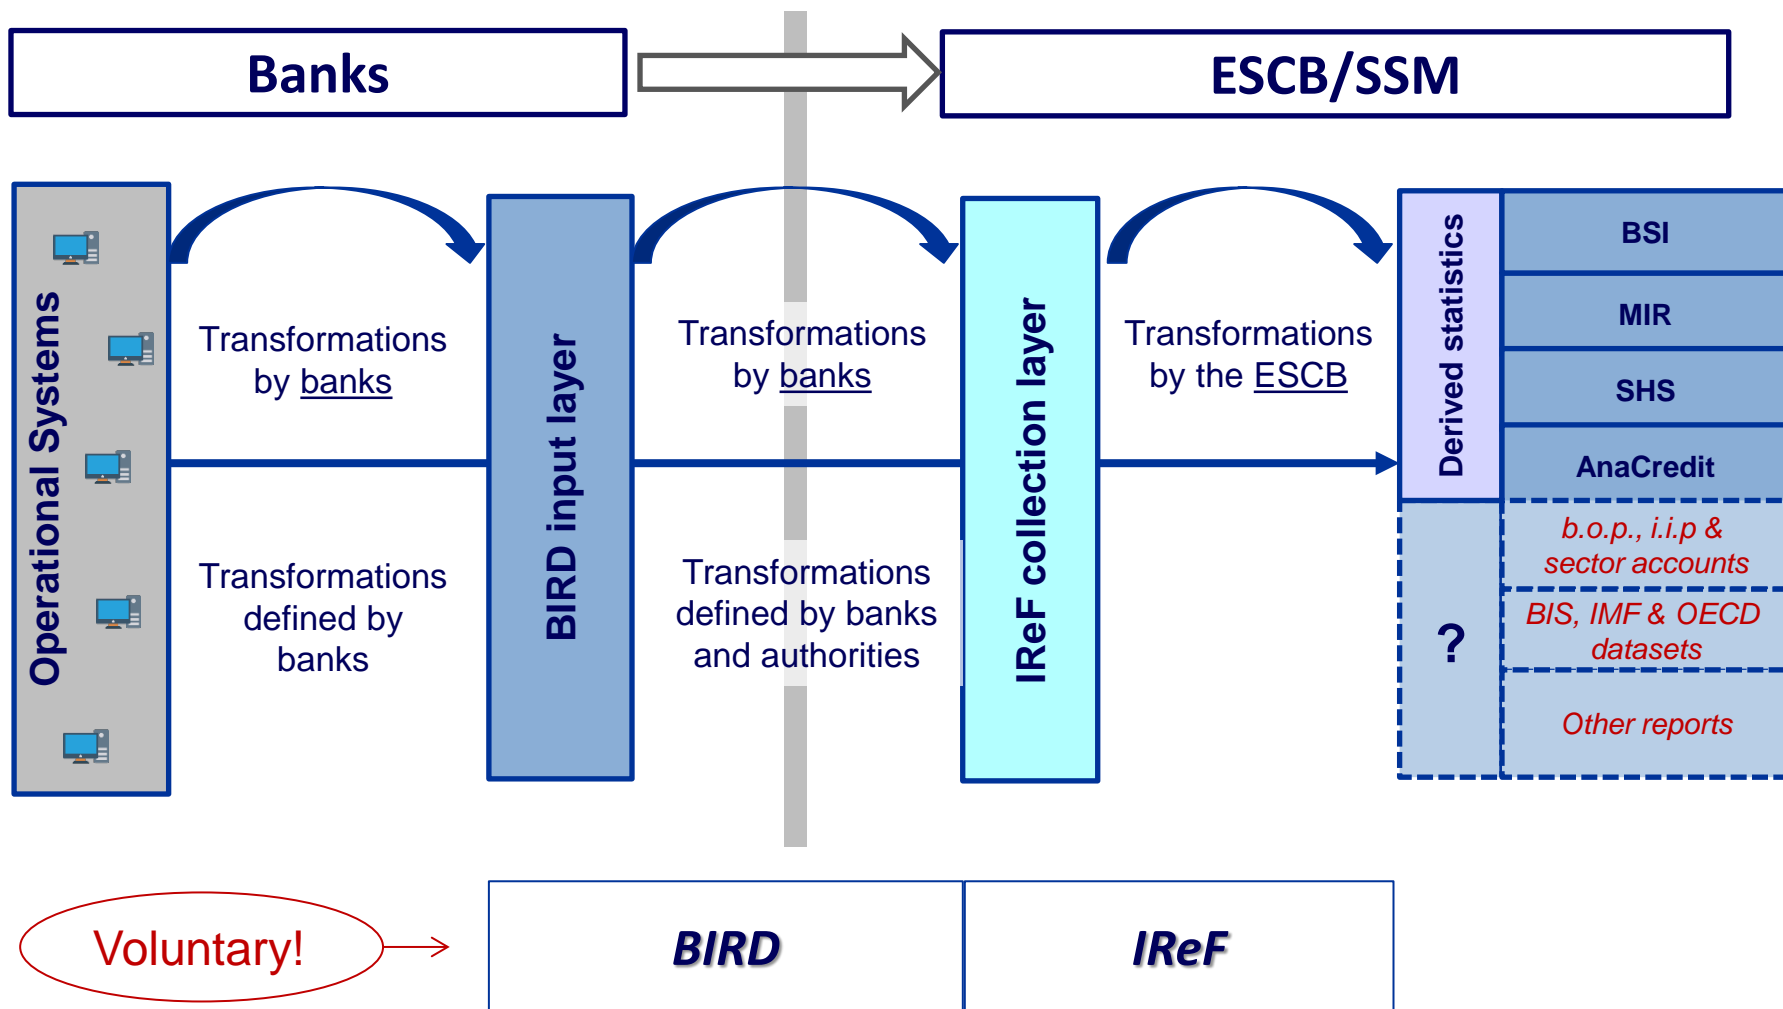 Banks
ESCB/SSM
Operational Systems
Transformations
by banks
Transformations
defined by
banks
BIRD input layer
Transformations
by banks
Transformations
defined by banks
and authorities
IReF collection layer
Transformations
by the ESCB
Derived statistics
?
BSI
MIR
SHS
AnaCredit
b.o.p., i.i.p &
sector accounts
BIS, IMF & OECD
datasets
Other reports
Voluntary!
BIRD
IReF